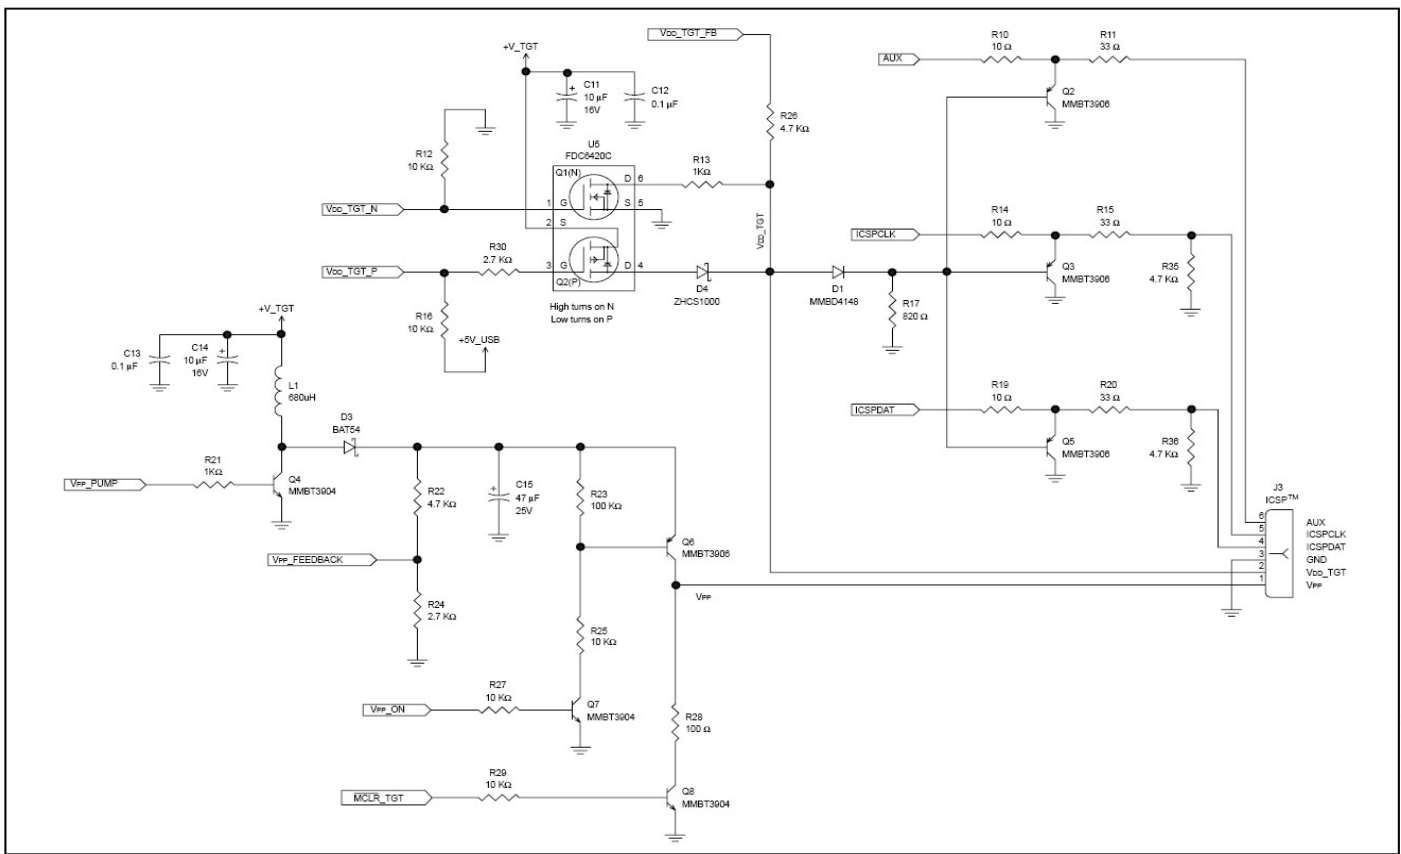 VDD_TGT_FB
+V_TGT
C11
10 µF
16V
+
C12
0.1 µF
R26
4.7 KΩ
AUX
R10
10 Ω
R11
33 Ω
Q2
MMBT3906
R12
10 KΩ
U5
FDC6420C
Q1(N)
D 6
1 G
S 5
2 S
3 G
D 4
Q2(P)
High turns on N
Low turns on P
R13
1KΩ
VDD_TGT_N
VDD_TGT
VDD_TGT_P
R30
2.7 KΩ
R16
10 KΩ
+5V_USB
D4
ZHCS1000
D1
MMBD4148
R17
820 Ω
ICSPCLK
R14
10 Ω
R15
33 Ω
Q3
MMBT3906
R35
4.7 KΩ
+V_TGT
C13
0.1 µF
C14
10 µF
16V
+
L1
680uH
D3
BAT54
ICSPDAT
R19
10 Ω
R20
33 Ω
Q5
MMBT3906
R36
4.7 KΩ
VPP_PUMP
R21
1KΩ
Q4
MMBT3904
R22
4.7 KΩ
+
C15
47 µF
25V
R23
100 KΩ
Q6
MMBT3906
VPP_FEEDBACK
R24
2.7 KΩ
R25
10 KΩ
VPP
J3
ICSP™
6 AUX
5 ICSPCLK
4 ICSPDAT
3 GND
2 VDD_TGT
1 VPP
VPP_ON
R27
10 KΩ
Q7
MMBT3904
R28
100 Ω
MCLR_TGT
R29
10 KΩ
Q8
MMBT3904